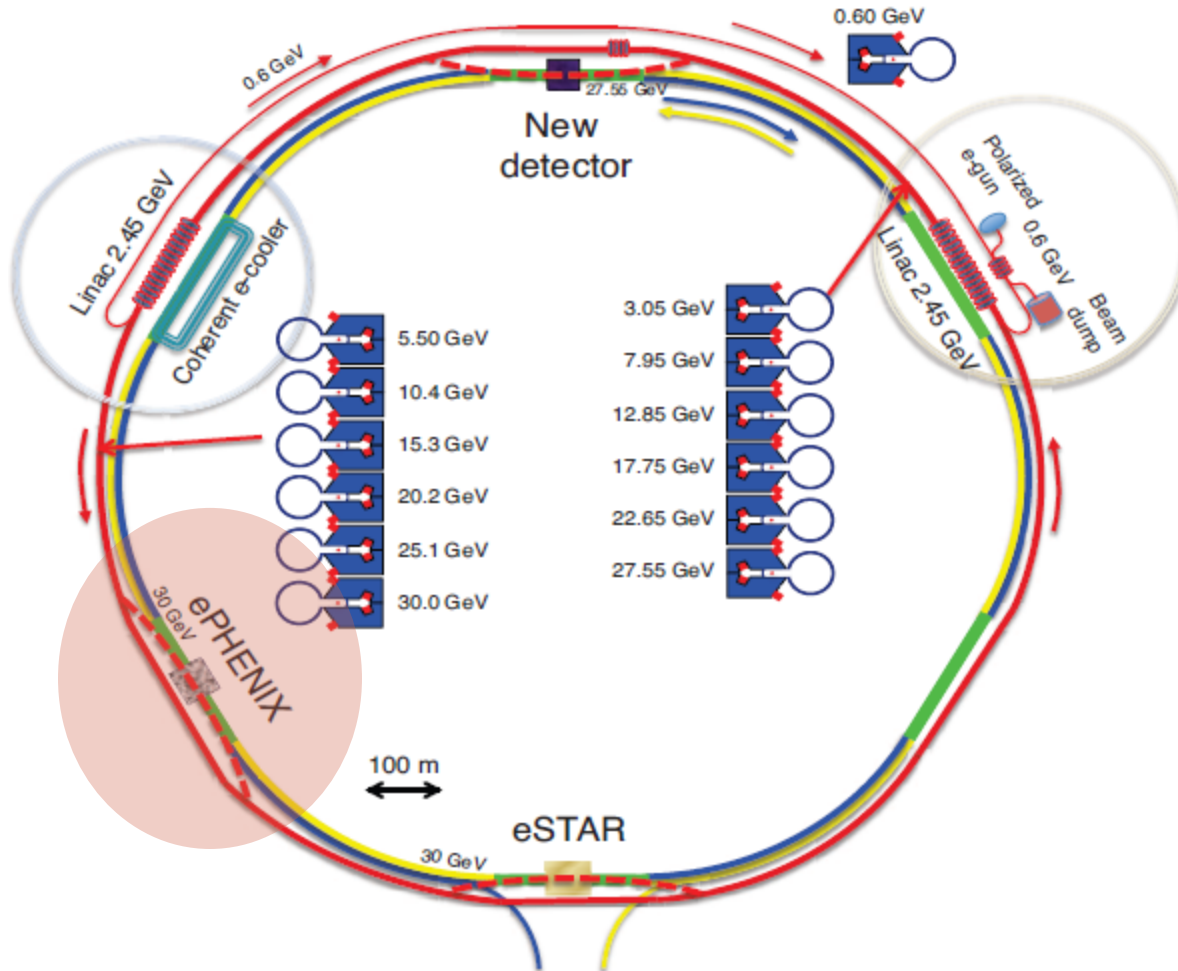 0.60 GeV
0.6 GeV
27.55 GeV
New
detector
Polarized
e-gun
0.6 GeV
Beam
dump
Linac 2.45 GeV
Linac 2.45 GeV
Coherent e-cooler
5.50 GeV
10.4 GeV
15.3 GeV
20.2 GeV
25.1 GeV
30.0 GeV
3.05 GeV
7.95 GeV
12.85 GeV
17.75 GeV
22.65 GeV
27.55 GeV
30 GeV
ePHENIX
100 m
eSTAR
30 GeV